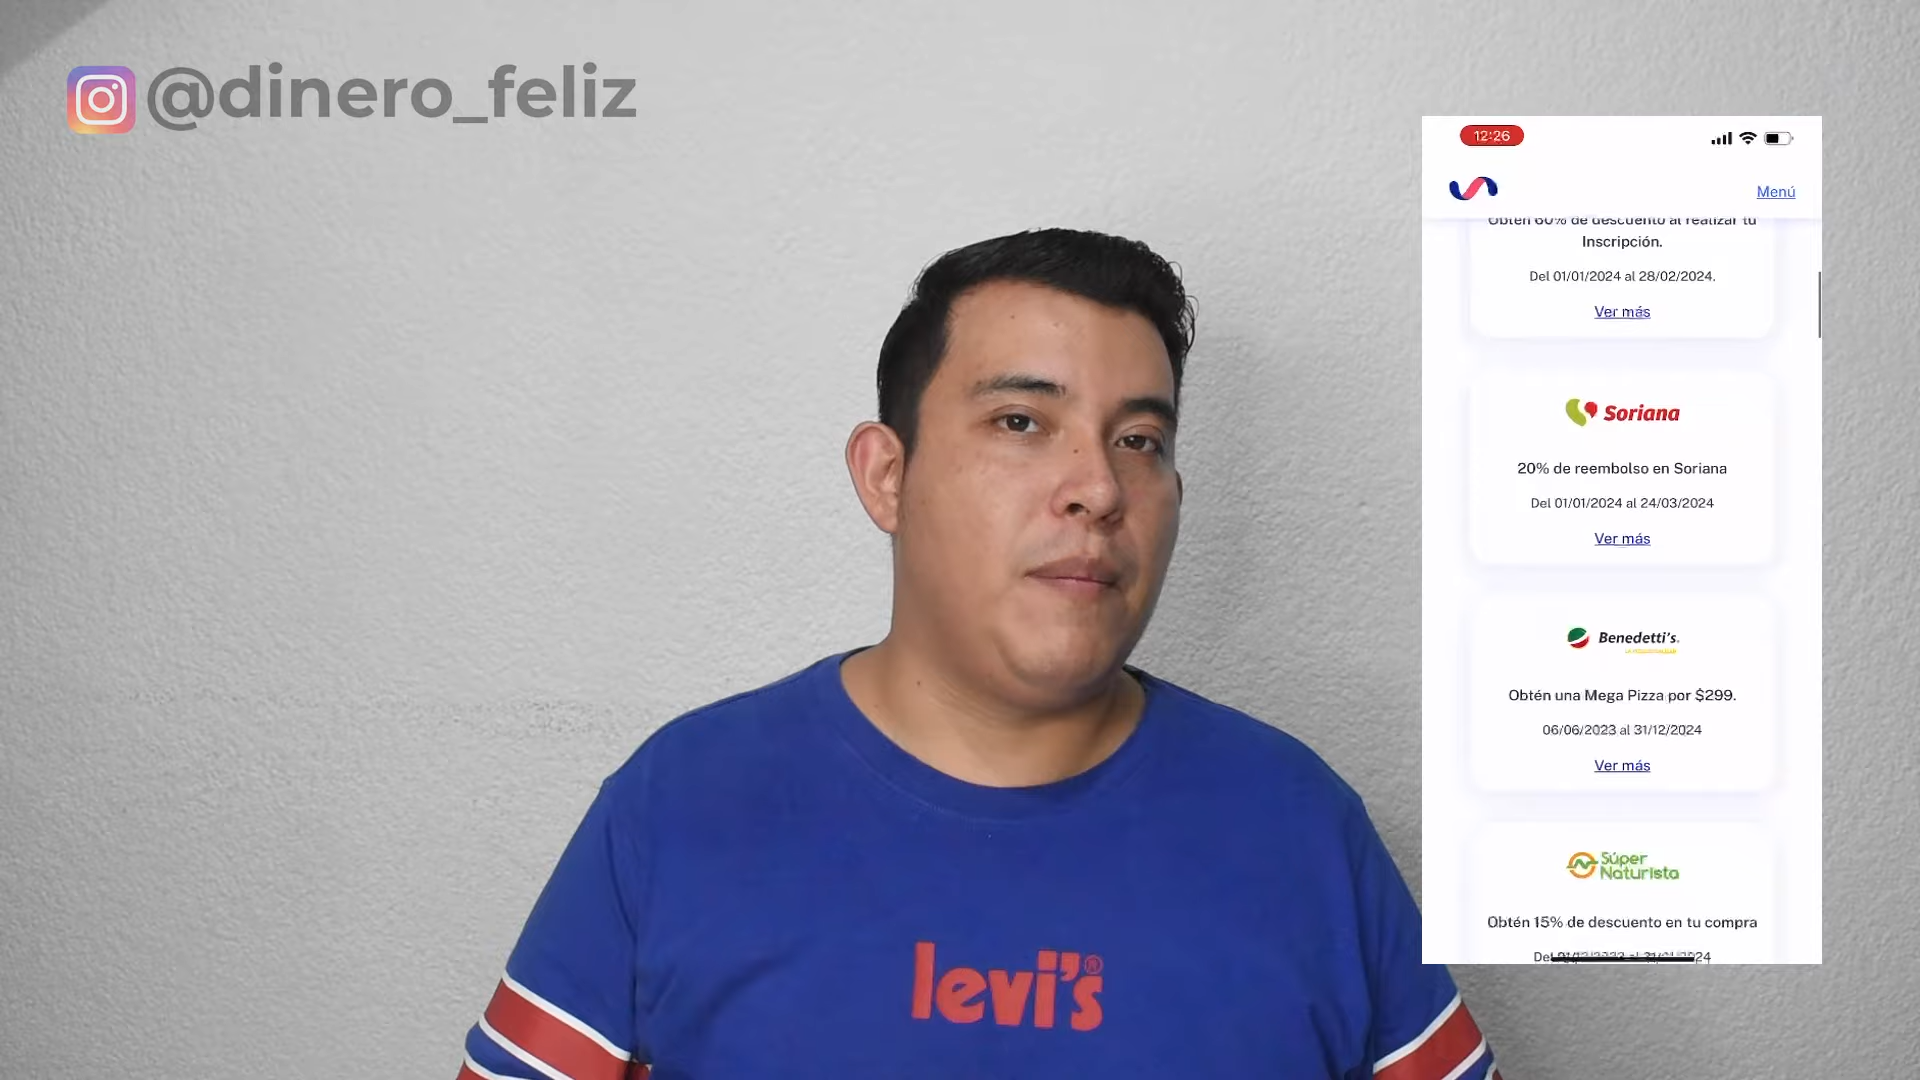 @dinero_feliz
12:26
Menú
Obtén 60% de descuento al realizar tu
Inscripción.
Del 01/01/2024 al 28/02/2024.
Ver más
Soriana
20% de reembolso en Soriana
Del 01/01/2024 al 24/03/2024
Ver más
Benedetti's.
Obtén una Mega Pizza por $299.
06/06/2023 al 31/12/2024
Ver más
Súper
Naturista
Obtén 15% de descuento en tu compra
Del
levi's®